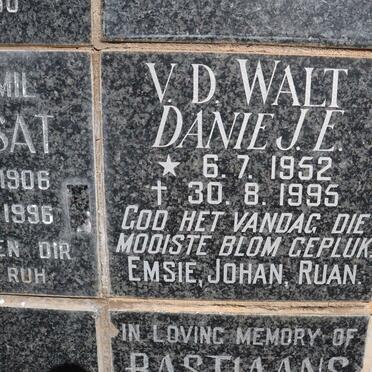 MIL
SAT
1906
1996
EN DIR
RUH
V. D. WALT
DANIE J. E.
★ 6. 7. 1952
† 30. 8. 1995
GOD HET VANDAG DIE
MOOISTE BLOM GEPLUK
EMSIE, JOHAN, RUAN.
IN LOVING MEMORY OF
BASTIAANS